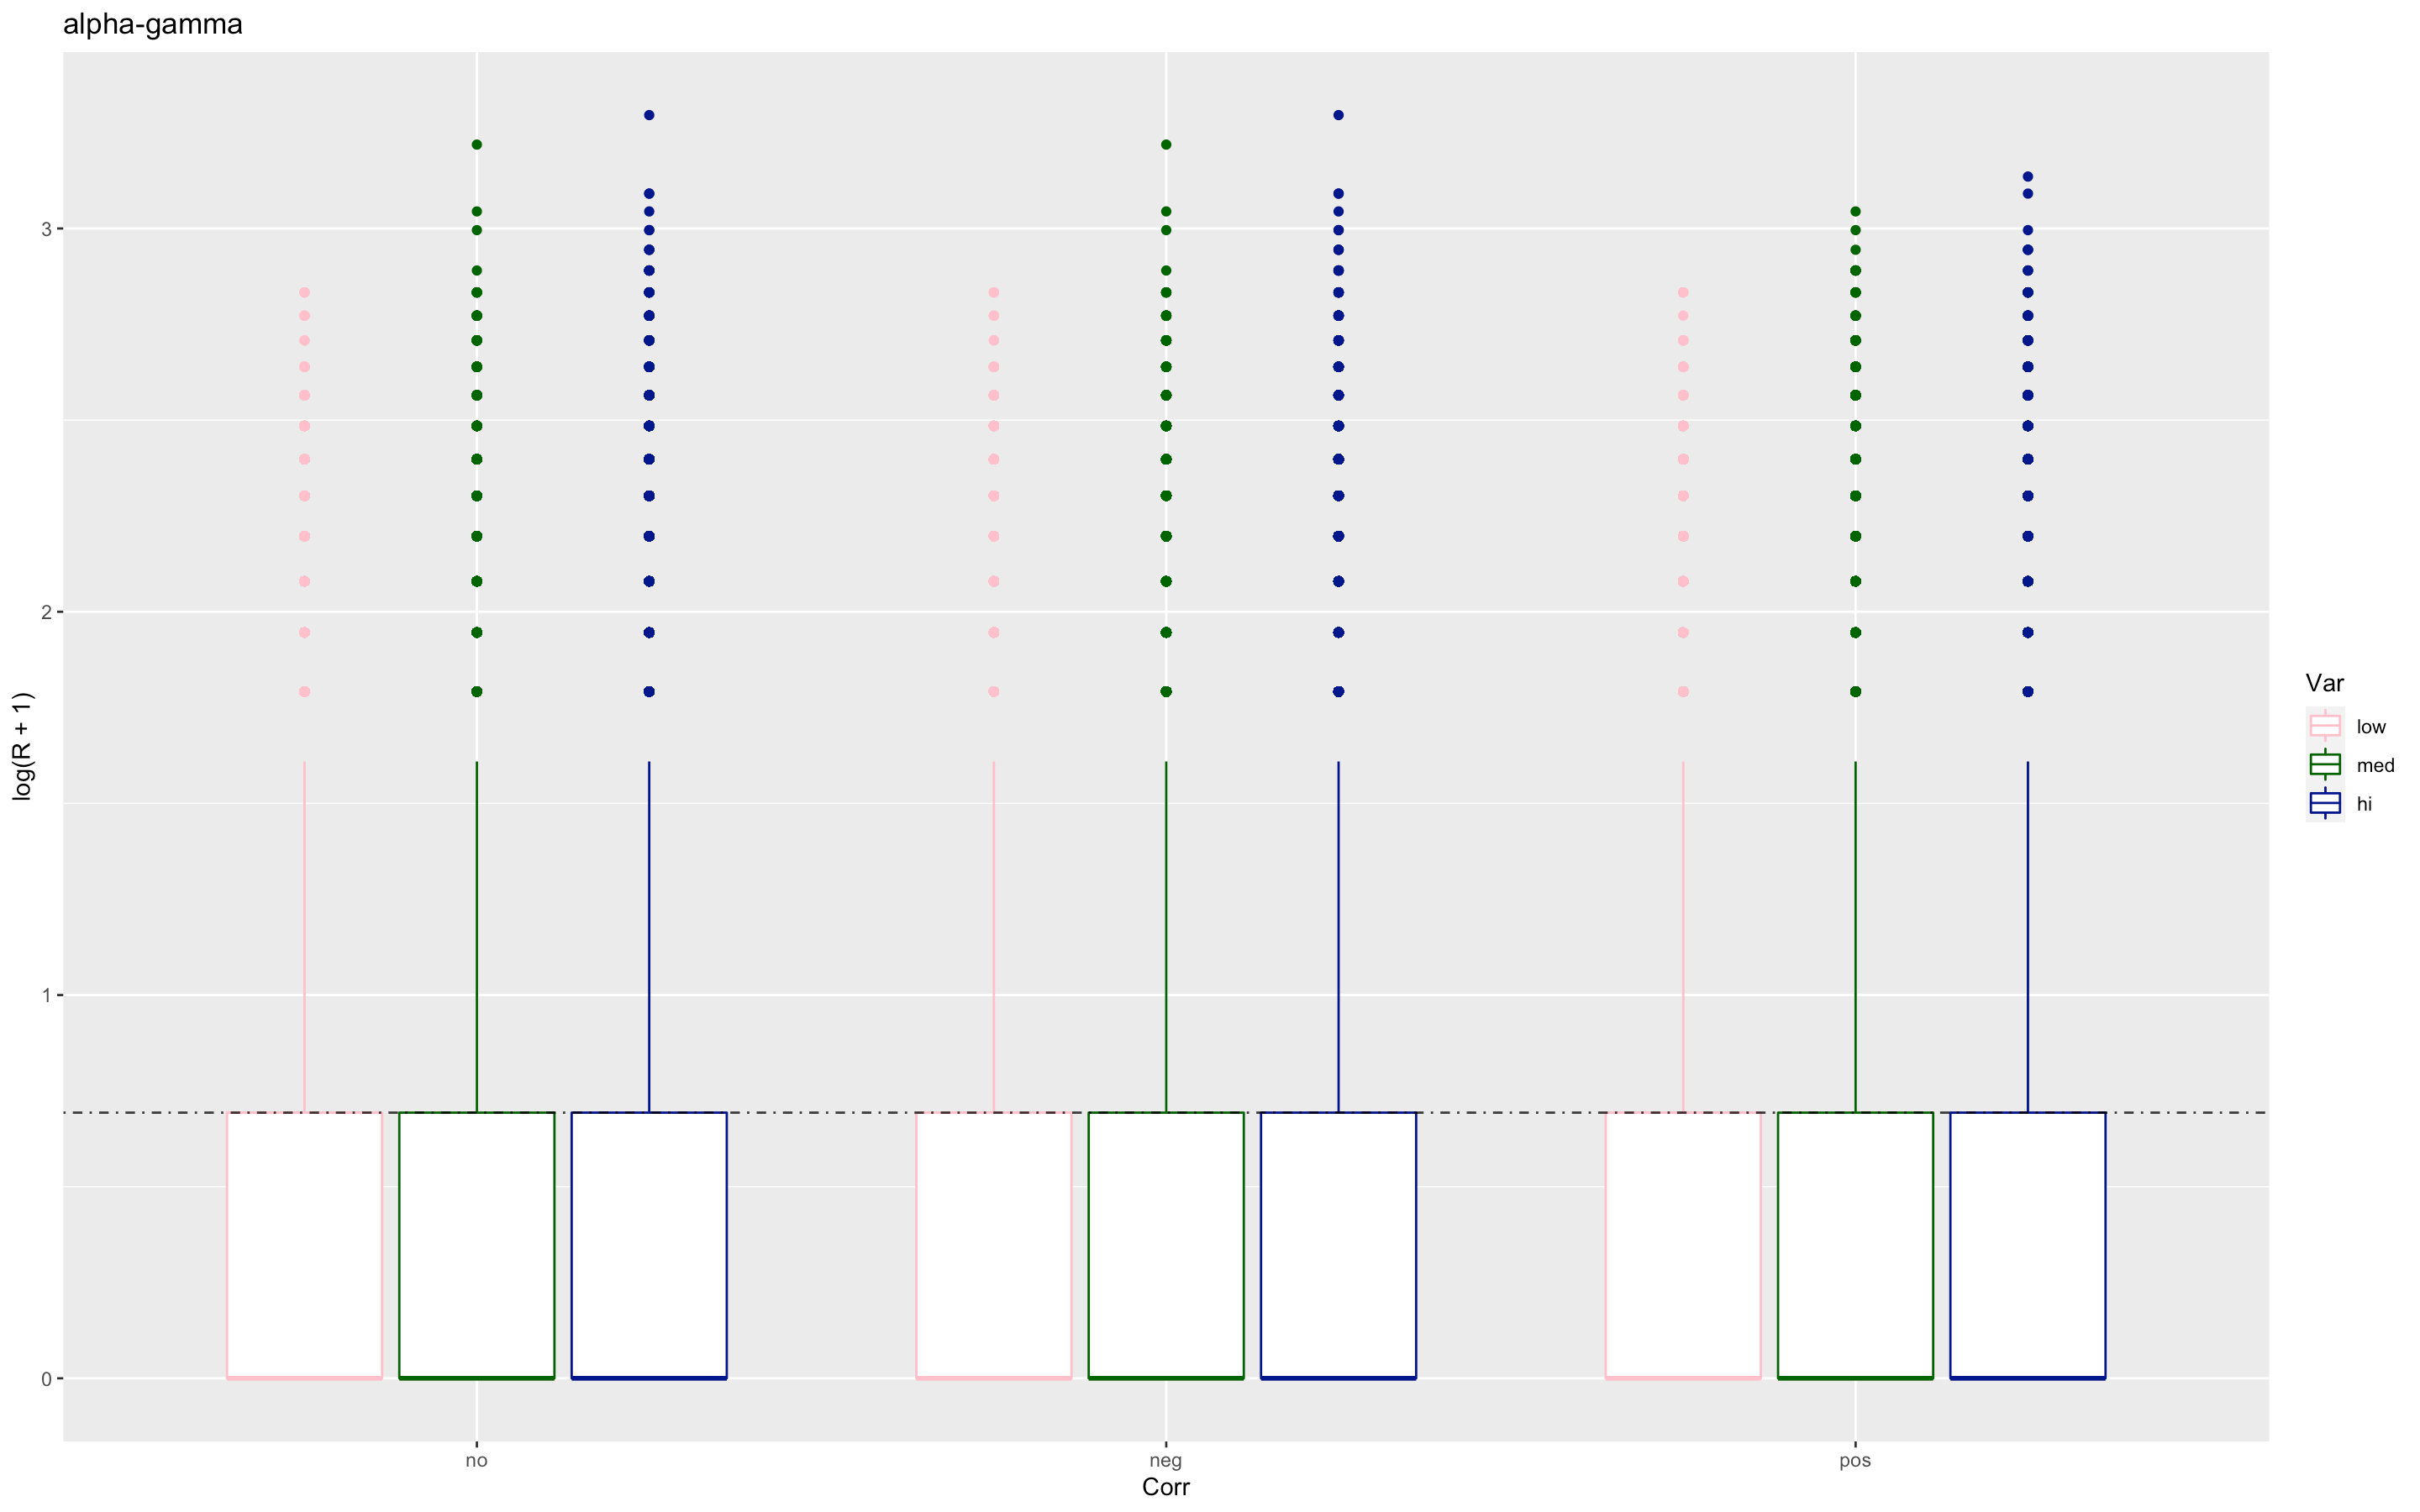 alpha-gamma
log(R + 1)
3
2
1
0
no
neg
pos
Corr
Var
low
med
hi